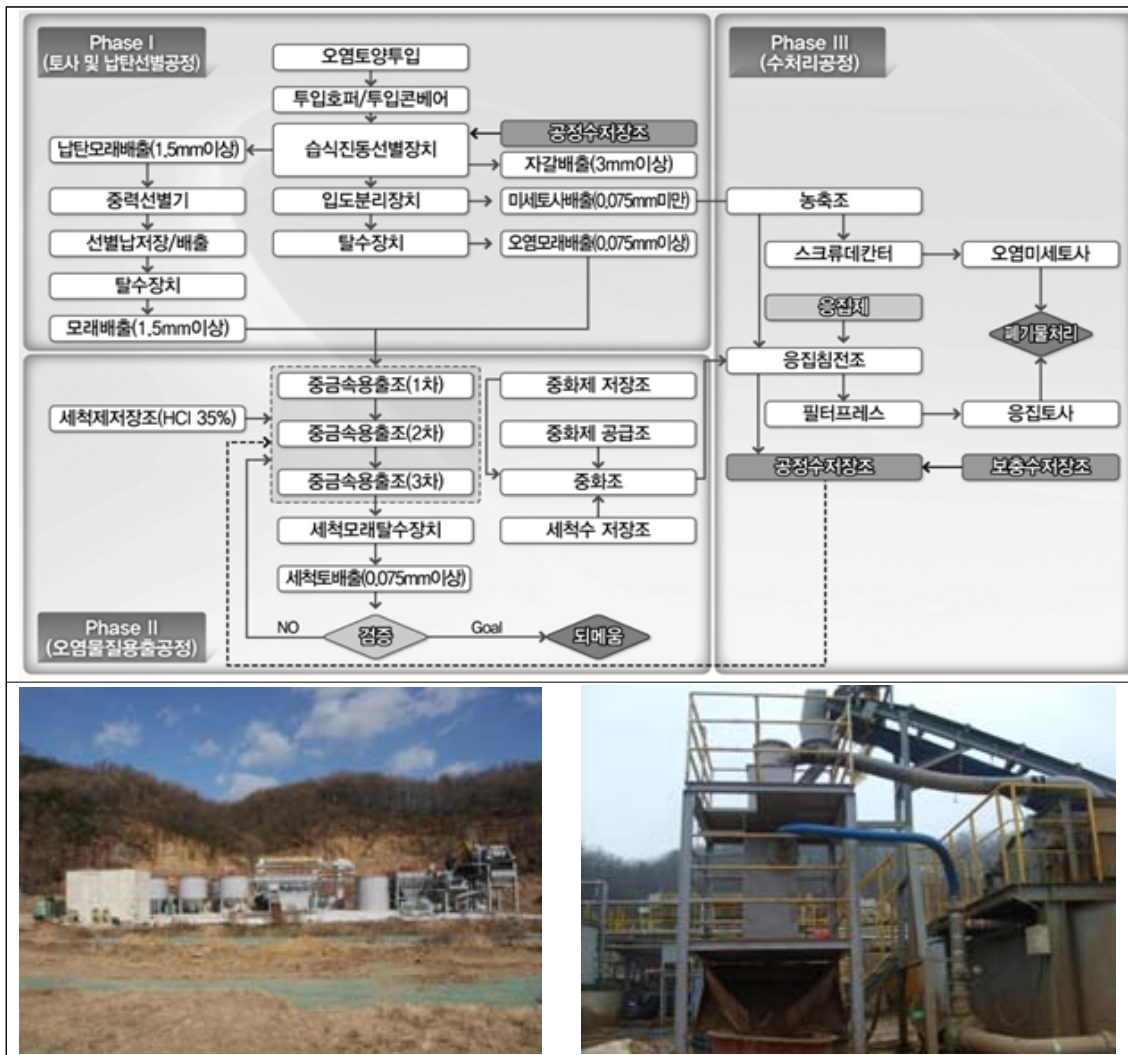 Phase I
(토사 및 납탄선별공정)
오염토양투입
투입호퍼/투입콘베어
습식진동선별장치
공정수저장조
납탄모래배출(1.5mm이상)
자갈배출(3mm이상)
중력선별기
입도분리장치
미세토사배출(0.075mm미만)
선별납저장/배출
탈수장치
오염모래배출(0.075mm이상)
탈수장치
모래배출(1.5mm이상)
Phase III
(수처리공정)
농축조
스크류데칸터
오염미세토사
응집제
폐기물처리
응집침전조
필터프레스
응집토사
공정수저장조
보충수저장조
중금속용출조(1차)
중화제 저장조
세척제저장조(HCl 35%)
중금속용출조(2차)
중화제 공급조
중금속용출조(3차)
중화조
세척모래탈수장치
세척수 저장조
세척토배출(0.075mm이상)
Phase II
(오염물질용출공정)
NO
검증
Goal
되메움